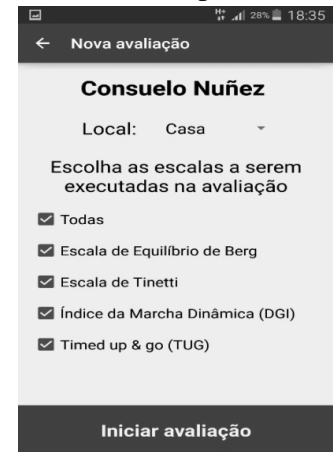 H+ 28% 18:35
← Nova avaliação
Consuelo Nuñez
Local: Casa
Escolha as escalas a serem
executadas na avaliação
Todas
Escala de Equilíbrio de Berg
Escala de Tinetti
Índice da Marcha Dinâmica (DGI)
Timed up & go (TUG)
Iniciar avaliação